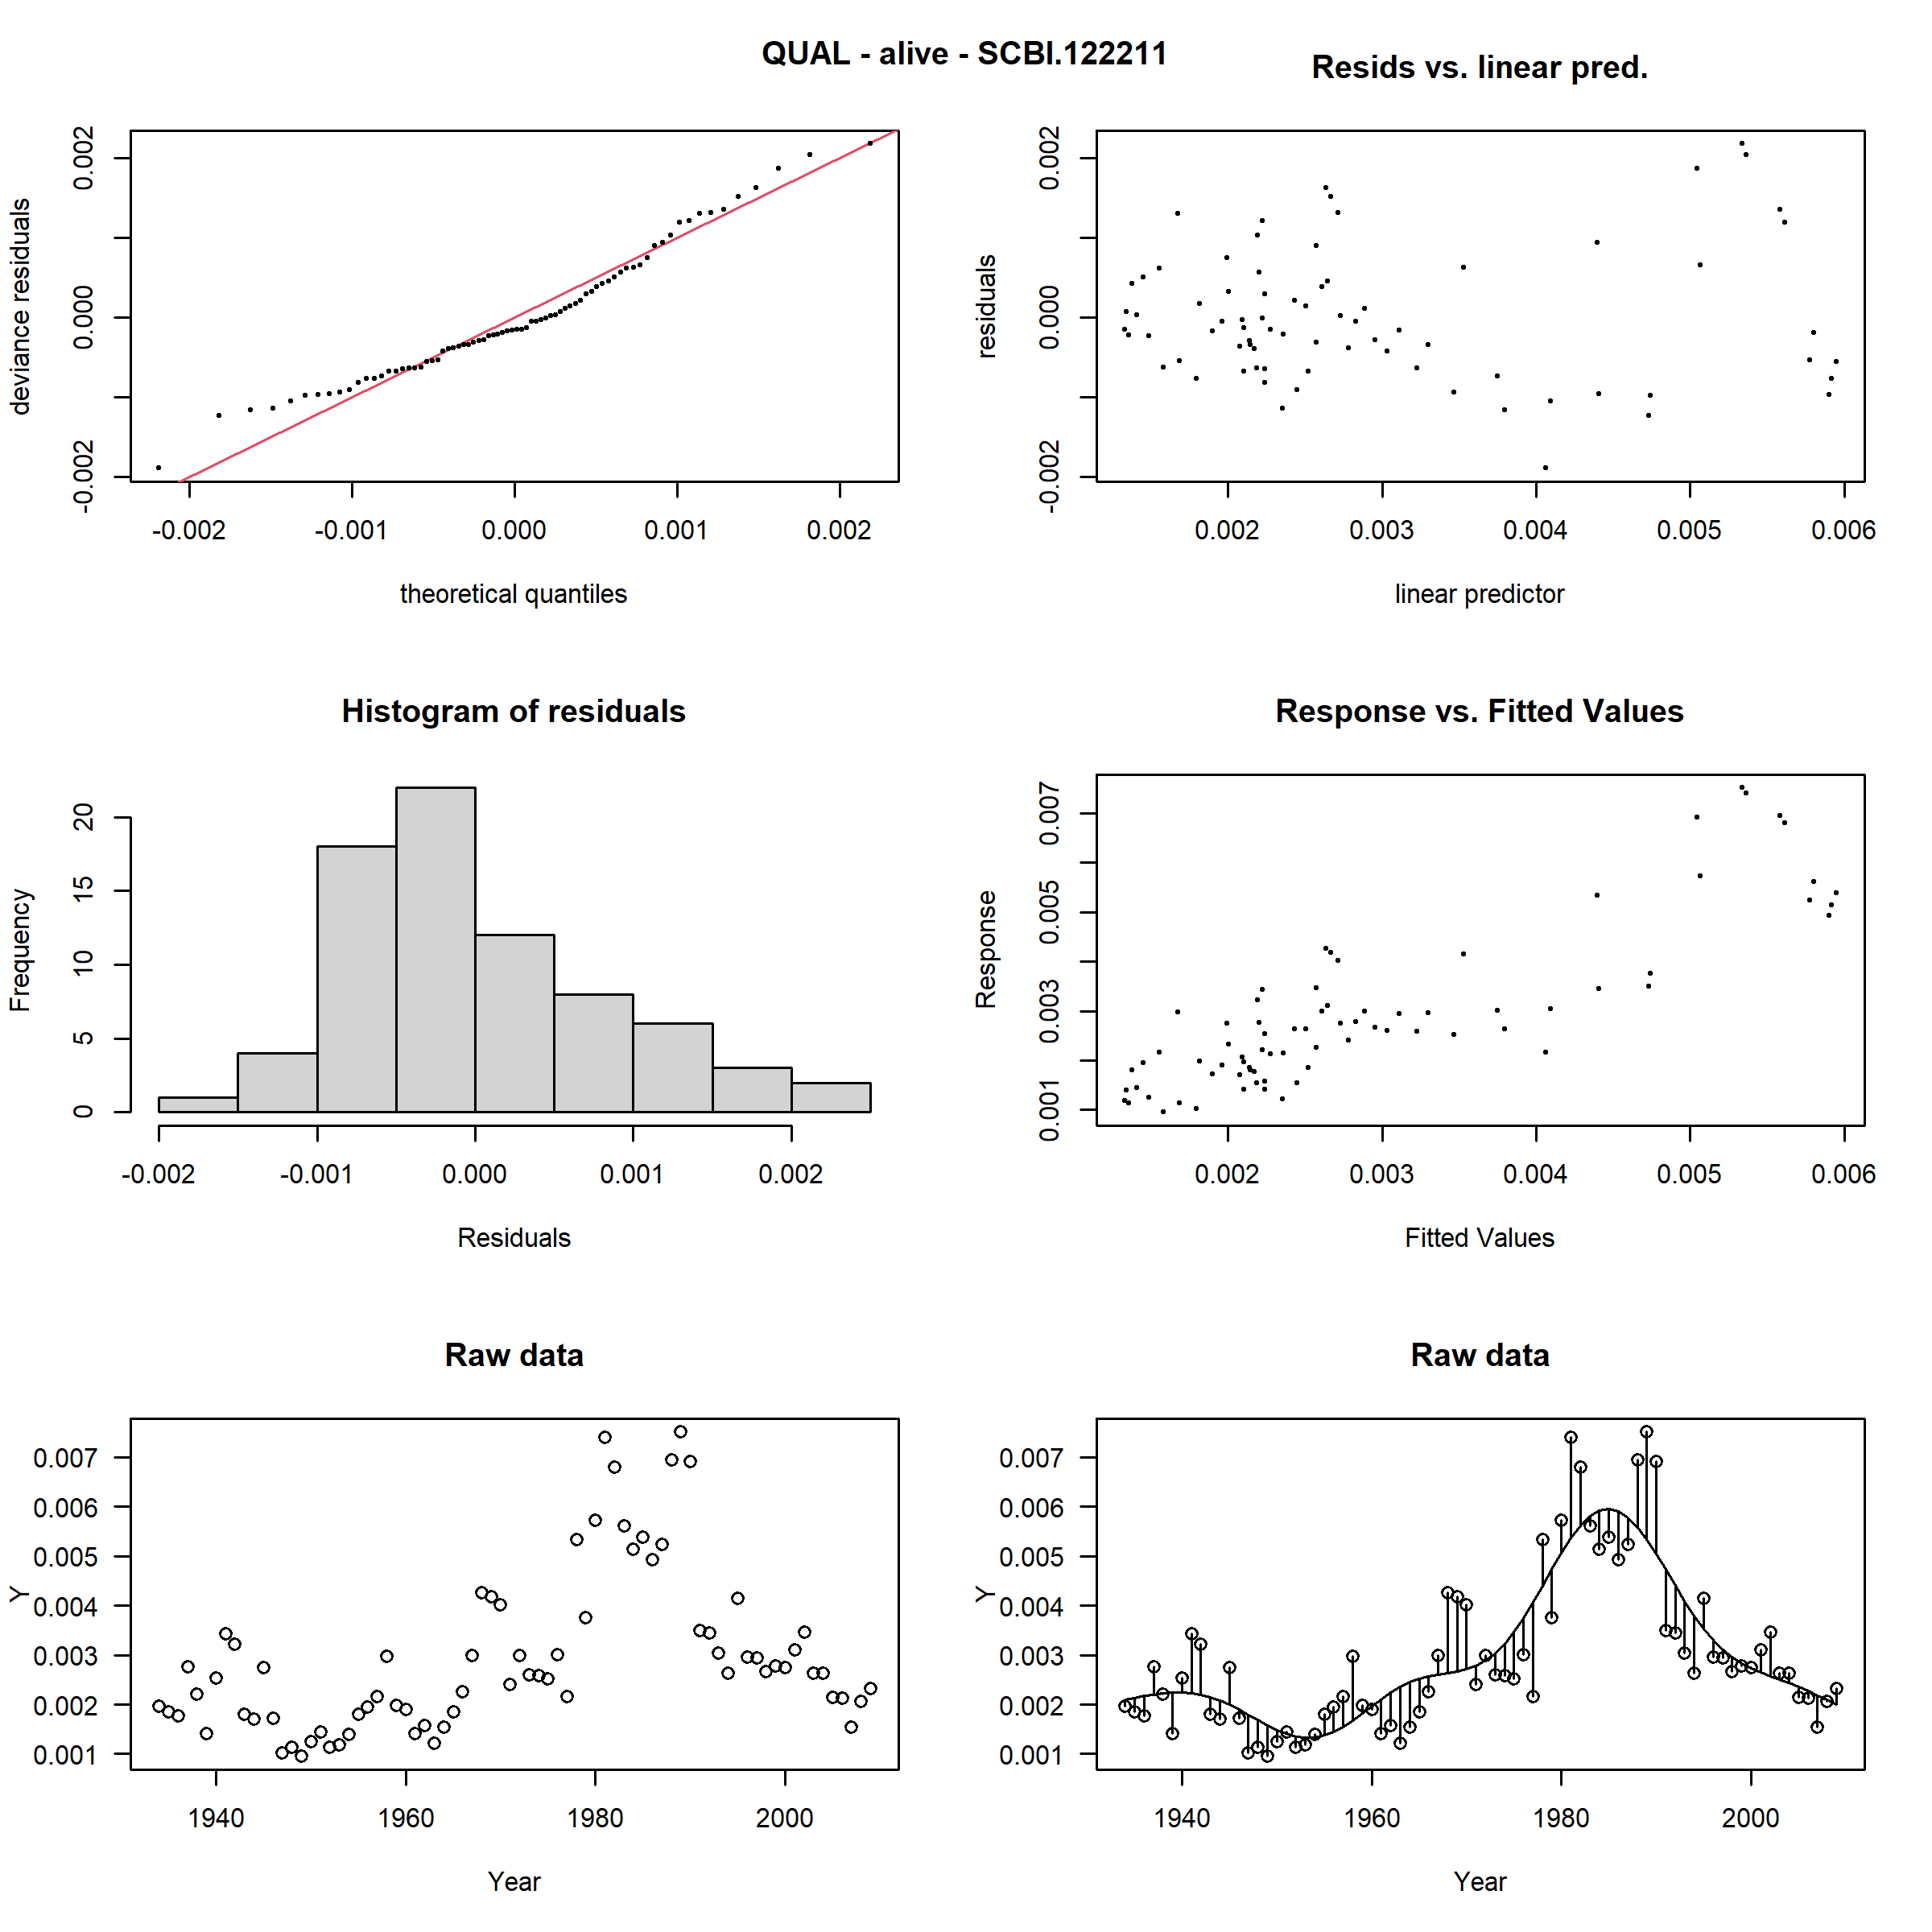 QUAL - alive - SCBI.122211
Resids vs. linear pred.
deviance residuals
-0.002 0.000 0.002
-0.002 -0.001 0.000 0.001 0.002
theoretical quantiles
residuals
-0.002 0.000 0.002
0.002 0.003 0.004 0.005 0.006
linear predictor
Histogram of residuals
Frequency
0 5 10 15 20
-0.002 -0.001 0.000 0.001 0.002
Residuals
Response vs. Fitted Values
Response
0.001 0.003 0.005 0.007
0.002 0.003 0.004 0.005 0.006
Fitted Values
Raw data
Y
0.007
0.006
0.005
0.004
0.003
0.002
0.001
1940 1960 1980 2000
Year
Raw data
Y
0.007
0.006
0.005
0.004
0.003
0.002
0.001
1940 1960 1980 2000
Year